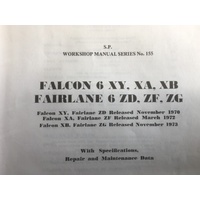 S.P.
WORKSHOP MANUAL SERIES No. 155
FALCON 6 XY, XA, XB
FAIRLANE 6 ZD, ZF, ZG
Falcon XY, Fairlane ZD Released November 1970
Falcon XA, Fairlane ZF Released March 1972
Falcon XB, Fairlane ZG Released November 1973
With Specifications,
Repair and Maintenance Data